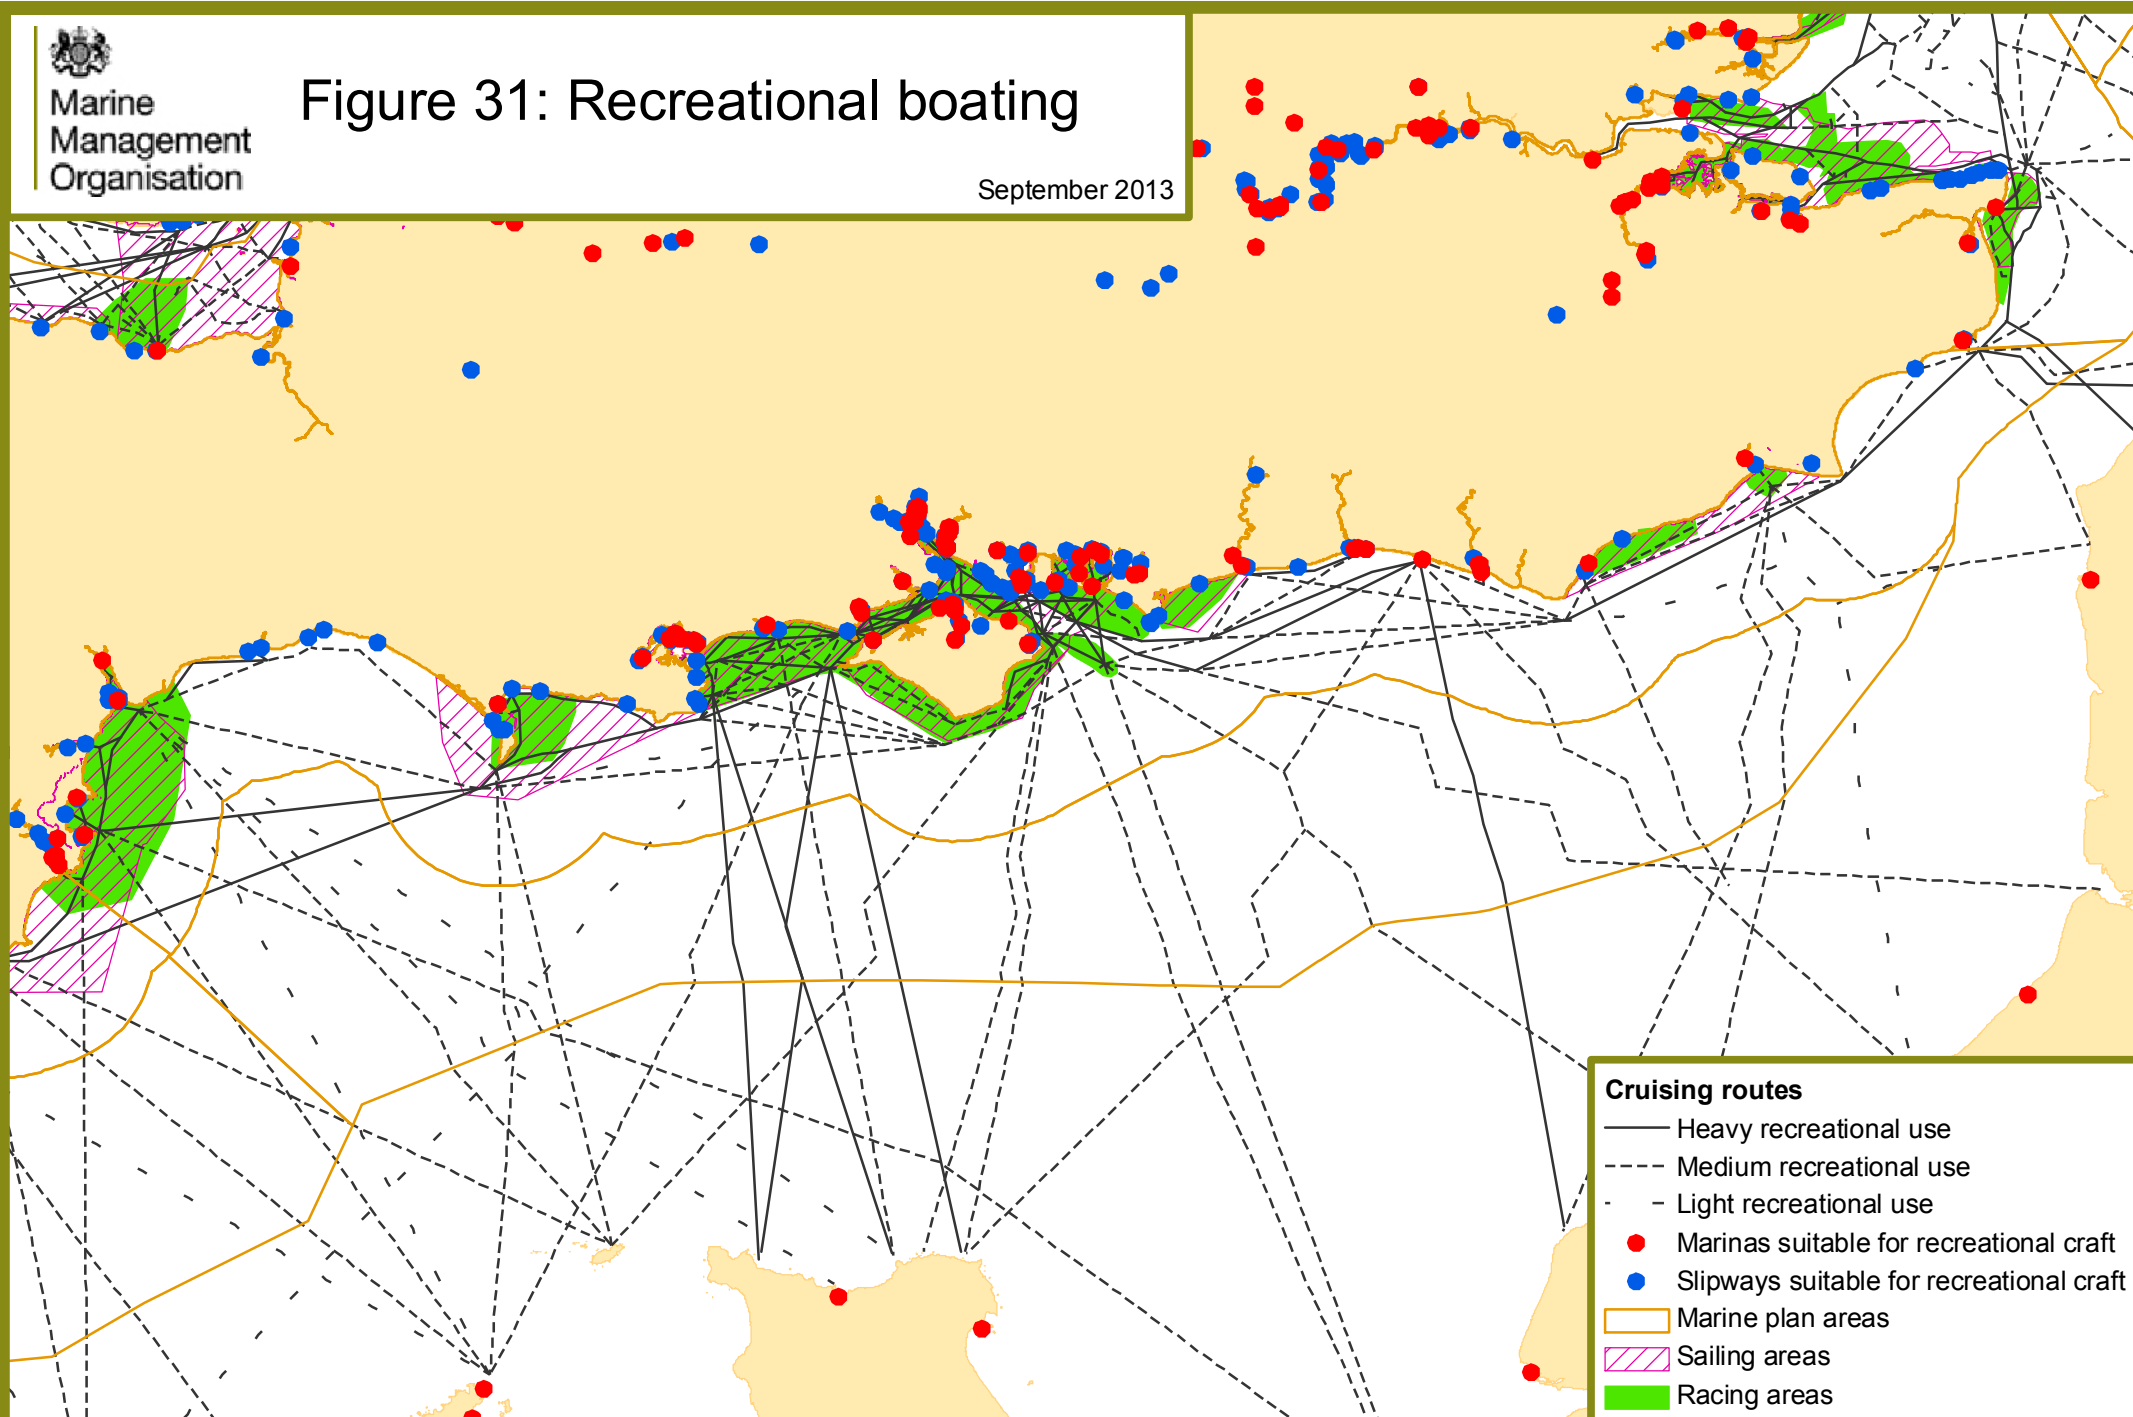 Marine
Management
Organisation
Figure 31: Recreational boating
September 2013
Cruising routes
Heavy recreational use
Medium recreational use
Light recreational use
Marinas suitable for recreational craft
Slipways suitable for recreational craft
Marine plan areas
Sailing areas
Racing areas